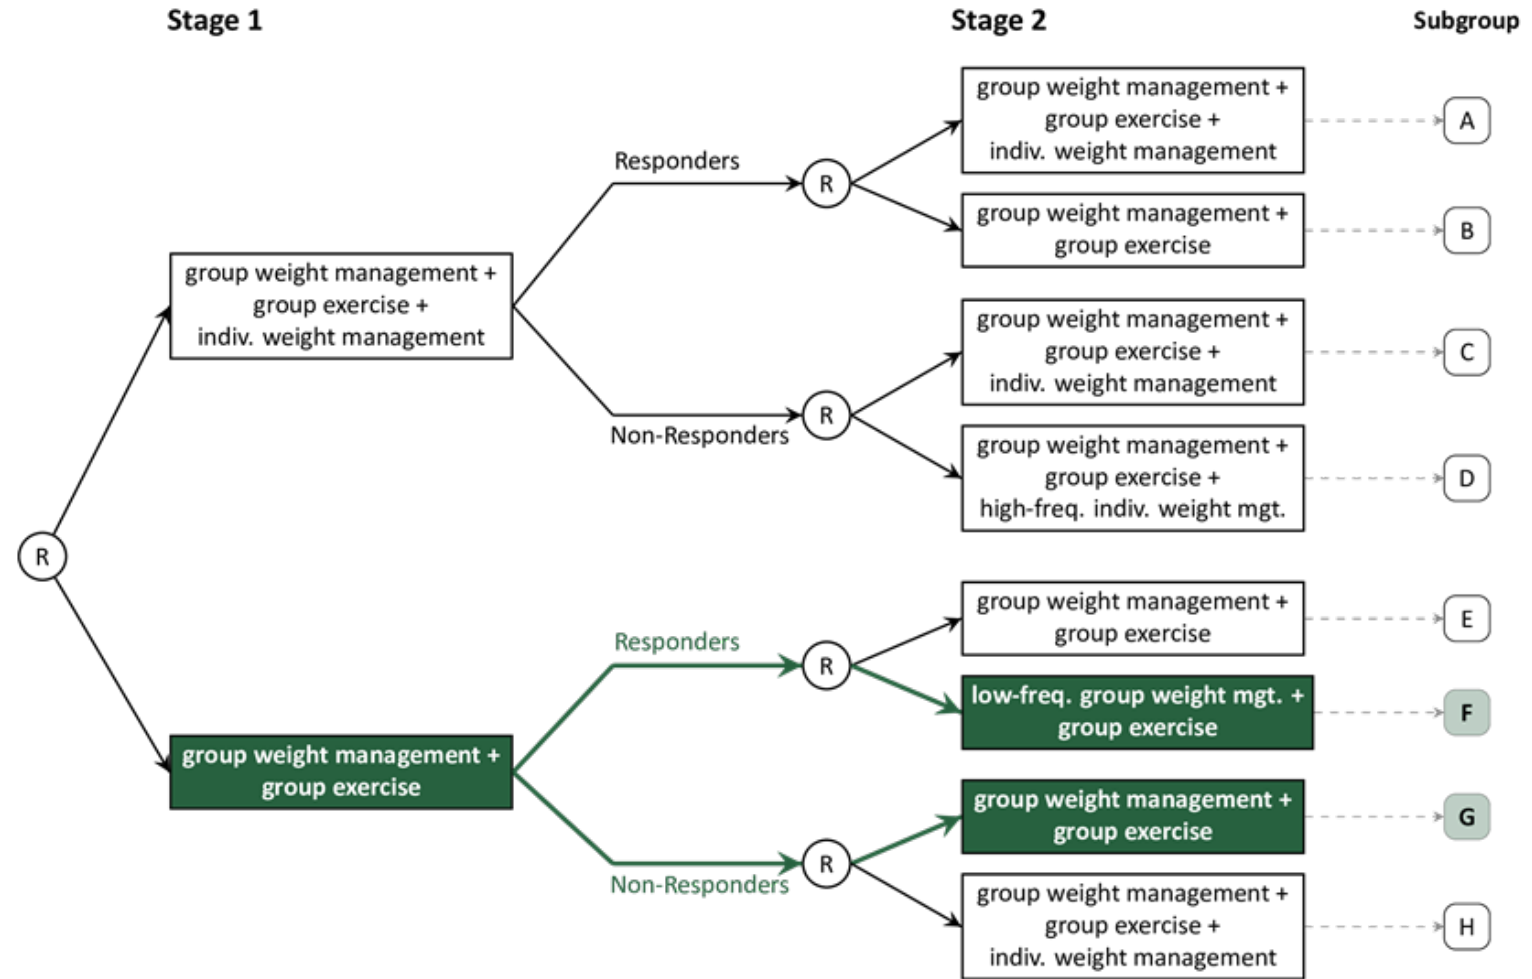 Stage 1
Stage 2
Subgroup
group weight management +
group exercise +
indiv. weight management
A
Responders
R
group weight management +
group exercise
B
group weight management +
group exercise +
indiv. weight management
group weight management +
group exercise +
indiv. weight management
C
R
Non-Responders
group weight management +
group exercise +
high-freq. indiv. weight mgt.
D
R
group weight management +
group exercise
E
Responders
R
low-freq. group weight mgt. +
group exercise
F
group weight management +
group exercise
group weight management +
group exercise
G
R
Non-Responders
group weight management +
group exercise +
indiv. weight management
H